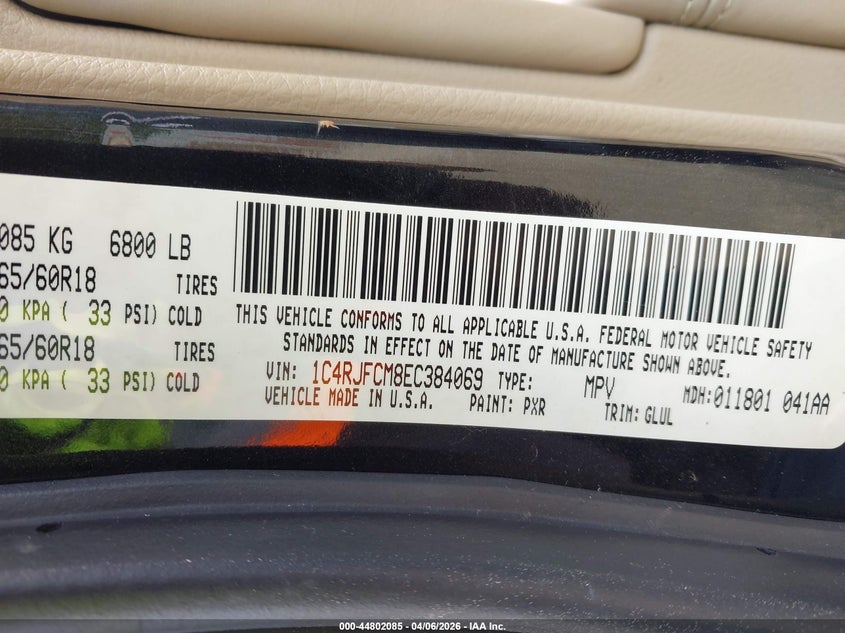 085 KG 6800 LB
65/60R18 TIRES
0 KPA ( 33 PSI) COLD
65/60R18 TIRES
0 KPA ( 33 PSI) COLD
THIS VEHICLE CONFORMS TO ALL APPLICABLE U.S.A. FEDERAL MOTOR VEHICLE SAFETY
STANDARDS IN EFFECT ON THE DATE OF MANUFACTURE SHOWN ABOVE.
VIN: 1C4RJFCM8EC384069 TYPE: MPV MDH:011801 041AA
VEHICLE MADE IN U.S.A. PAINT: PXR TRIM: GLUL
000-44802085 - 04/06/2026 - IAA Inc.